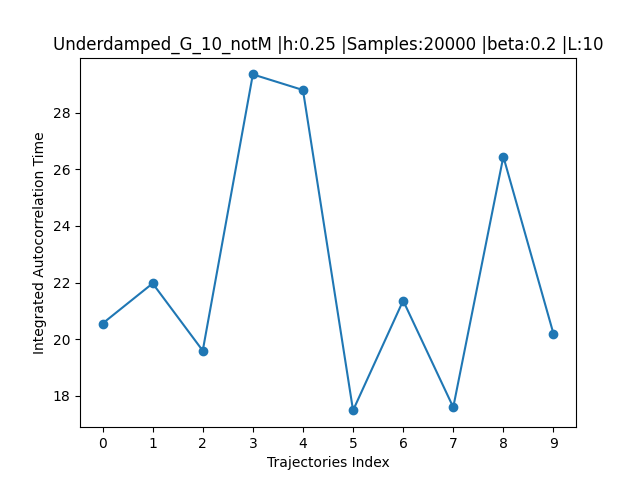 Underdamped_G_10_notM |h:0.25 |Samples:20000 |beta:0.2 |L:10
Integrated Autocorrelation Time
28
26
24
22
20
18
0 1 2 3 4 5 6 7 8 9
Trajectories Index